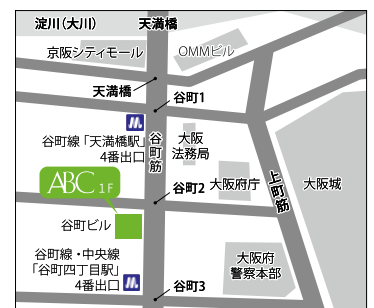 淀川（大川）
天満橋
京阪シティモール
OMMビル
天満橋
谷町1
谷町線「天満橋駅」
4番出口
谷町筋
大阪
法務局
ABC 1F
谷町2
大阪府庁
上町筋
大阪城
谷町ビル
谷町線・中央線
「谷町四丁目駅」
4番出口
大阪府
警察本部
谷町3